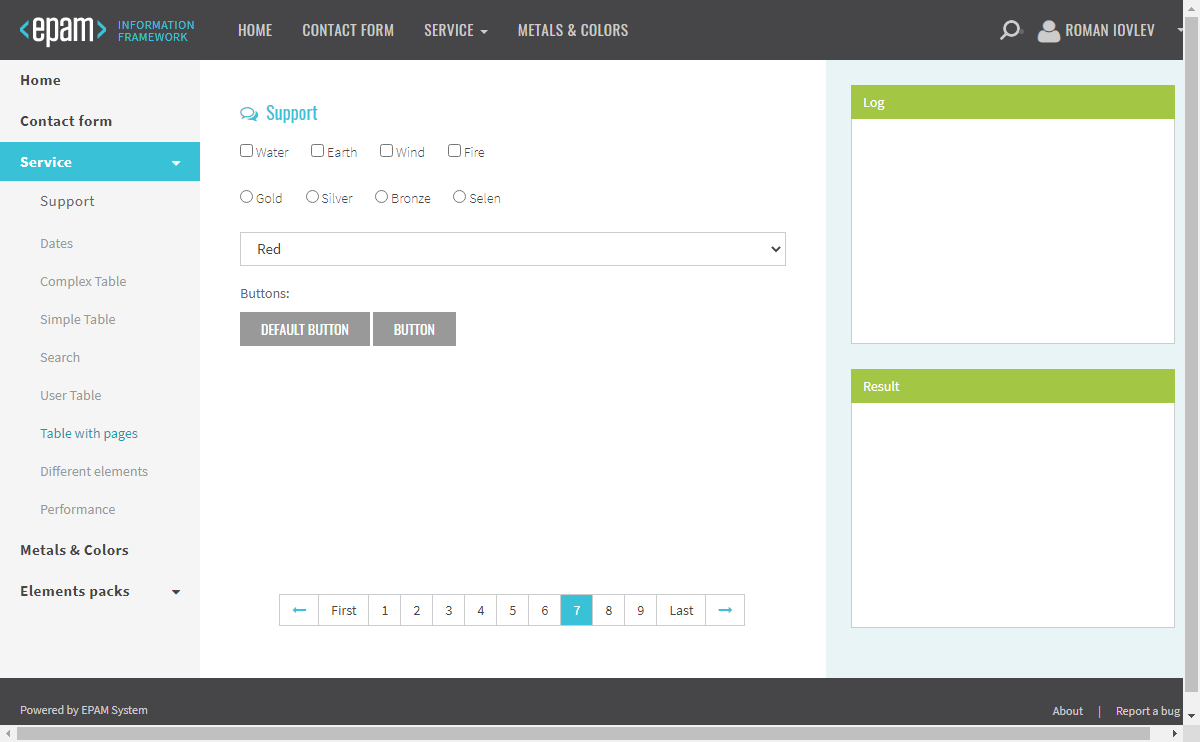 <epam> INFORMATION FRAMEWORK
HOME CONTACT FORM SERVICE METALS & COLORS ROMAN IOVLEV
Home
Contact form
Service
Support
Dates
Complex Table
Simple Table
Search
User Table
Table with pages
Different elements
Performance
Metals & Colors
Elements packs
Support
Water Earth Wind Fire
Gold Silver Bronze Selen
Red
Buttons:
DEFAULT BUTTON BUTTON
First 1 2 3 4 5 6 7 8 9 Last
Log
Result
Powered by EPAM System
About | Report a bug